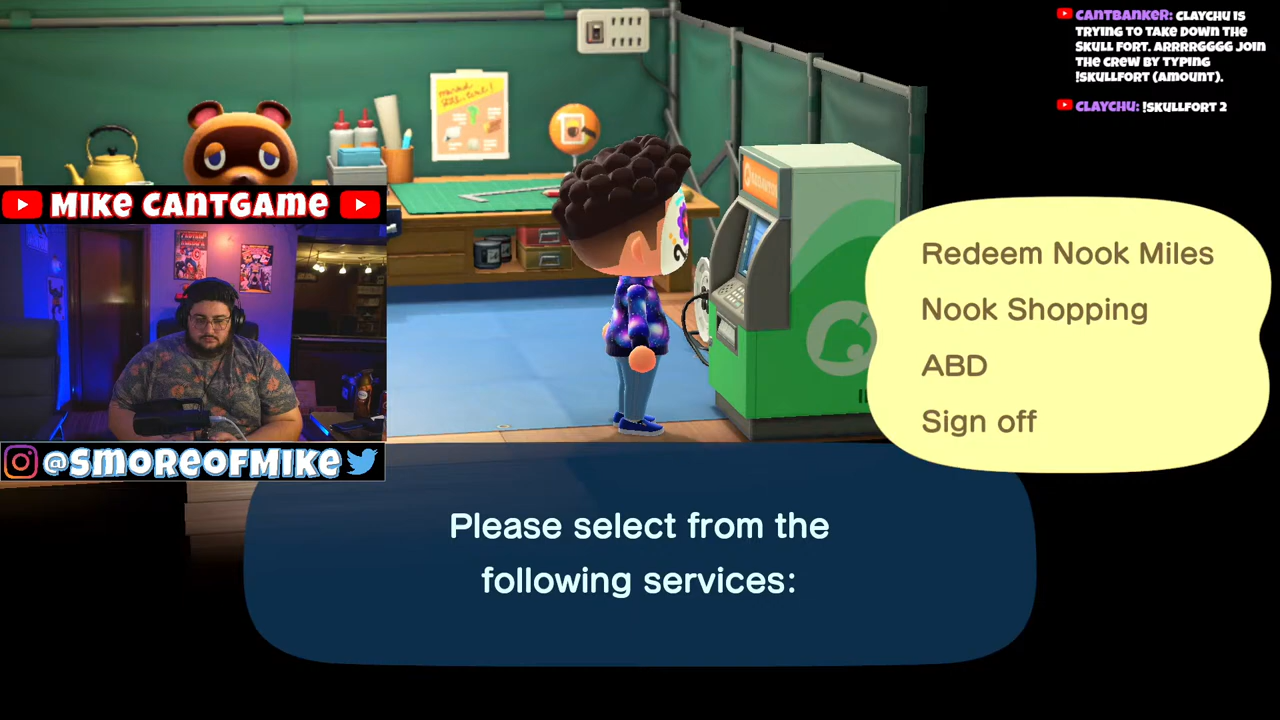 CANTBANKER: CLAYCHU IS
TRYING TO TAKE DOWN THE
SKULL FORT. ARRRRGGGG JOIN
THE CREW BY TYPING
!SKULLFORT (AMOUNT).
CLAYCHU: !SKULLFORT 2
MIKE CANTGAME
Redeem Nook Miles
Nook Shopping
ABD
Sign off
@SMOREOFMIKE
Please select from the
following services: